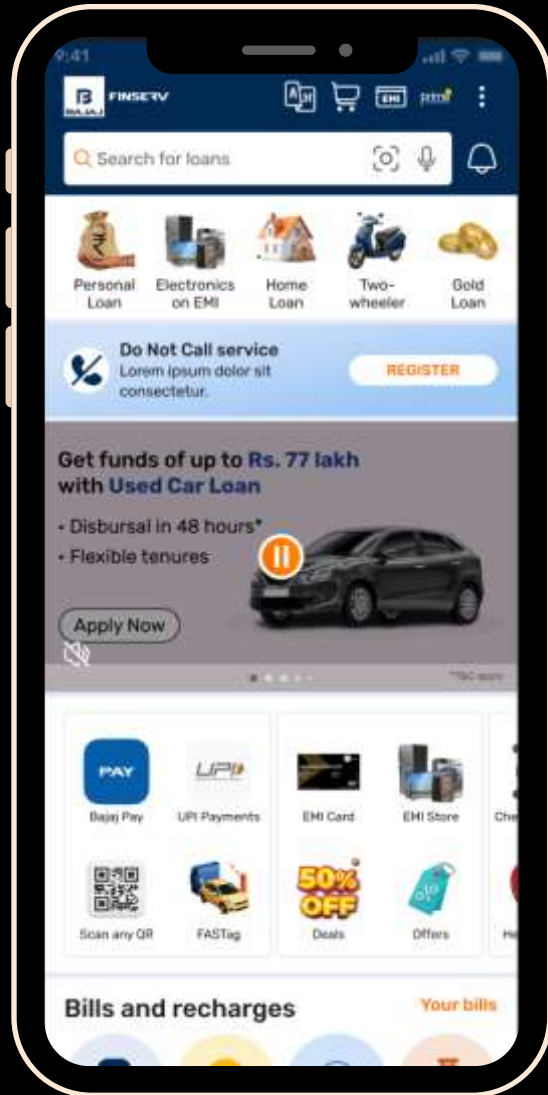 9:41
B
BAJAJ
FINSERV
EMI
Search for loans
Personal
Loan
Electronics
on EMI
Home
Loan
Two-
wheeler
Gold
Loan
Do Not Call service
Lorem ipsum dolor sit
consectetur.
REGISTER
Get funds of up to Rs. 77 lakh
with Used Car Loan
• Disbursal in 48 hours*
• Flexible tenures
Apply Now
*T&C apply
PAY
UPI
Bajaj Pay
UPI Payments
EMI Card
EMI Store
Che
50%
OFF
%
Scan any QR
FASTag
Deals
Offers
He
Bills and recharges
Your bills